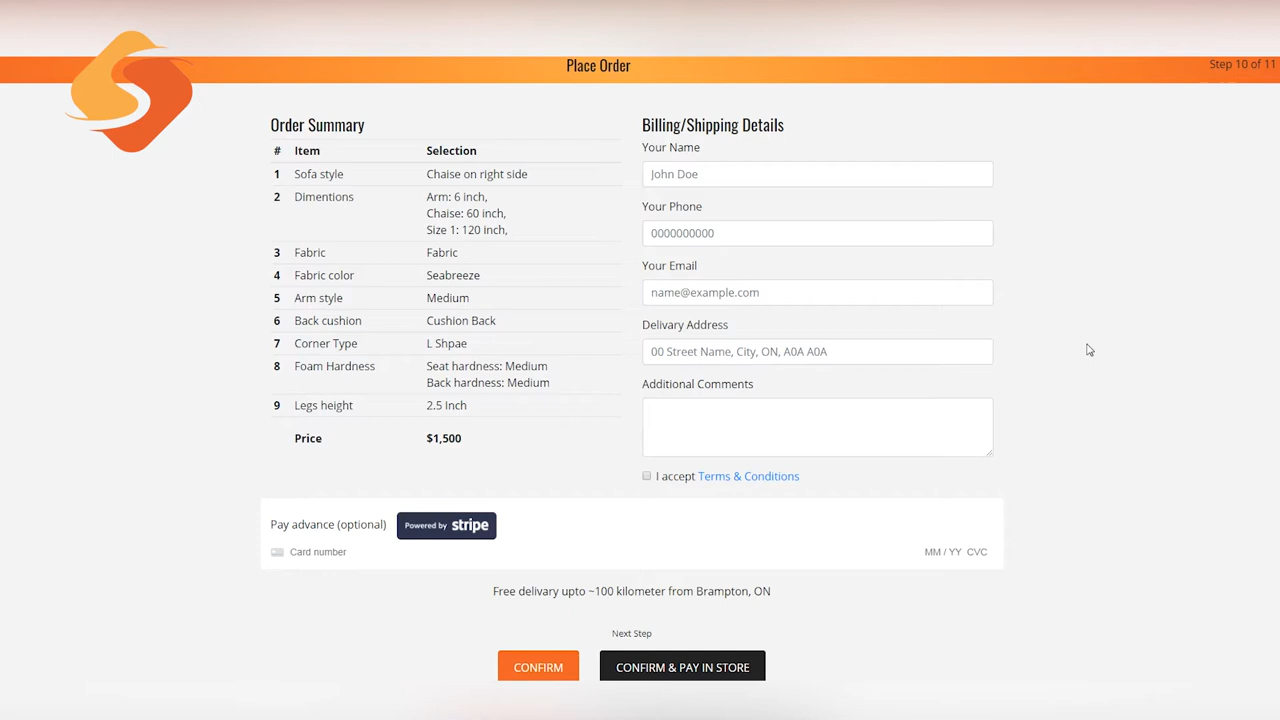 Place Order
Step 10 of 11
Order Summary
# Item Selection
1 Sofa style Chaise on right side
2 Dimentions Arm: 6 inch,
Chaise: 60 inch,
Size 1: 120 inch,
3 Fabric Fabric
4 Fabric color Seabreeze
5 Arm style Medium
6 Back cushion Cushion Back
7 Corner Type L Shpae
8 Foam Hardness Seat hardness: Medium
Back hardness: Medium
9 Legs height 2.5 Inch
Price $1,500
Billing/Shipping Details
Your Name
John Doe
Your Phone
0000000000
Your Email
name@example.com
Delivary Address
00 Street Name, City, ON, A0A A0A
Additional Comments
I accept Terms & Conditions
Pay advance (optional) Powered by stripe
Card number MM / YY CVC
Free delivery upto ~100 kilometer from Brampton, ON
Next Step
CONFIRM CONFIRM & PAY IN STORE